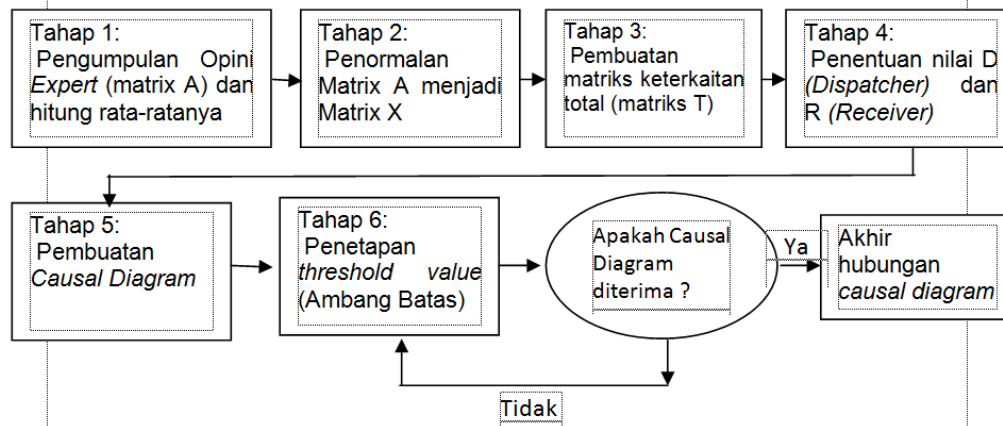 Tahap 1:
Pengumpulan Opini
Expert (matrix A) dan
hitung rata-ratanya
Tahap 2:
Penormalan
Matrix A menjadi
Matrix X
Tahap 3:
Pembuatan
matriks keterkaitan
total (matriks T)
Tahap 4:
Penentuan nilai D
(Dispatcher) dan
R (Receiver)
Tahap 5:
Pembuatan
Causal Diagram
Tahap 6:
Penetapan
threshold value
(Ambang Batas)
Apakah Causal
Diagram
diterima ?
Ya
Akhir
hubungan
causal diagram
Tidak